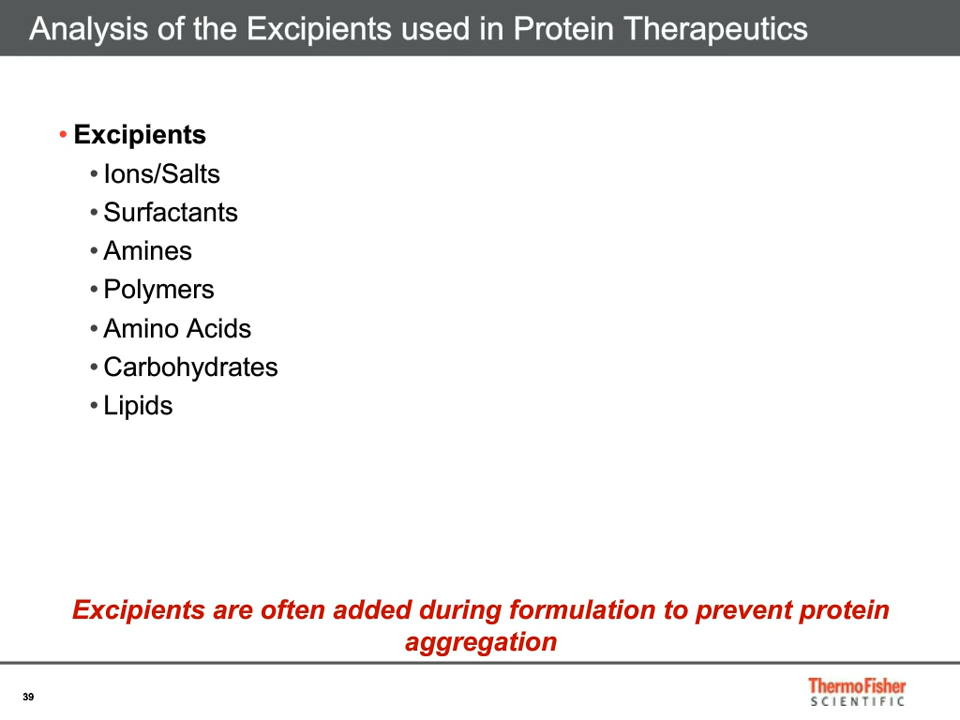 Analysis of the Excipients used in Protein Therapeutics
• Excipients
• Ions/Salts
• Surfactants
• Amines
• Polymers
• Amino Acids
• Carbohydrates
• Lipids
Excipients are often added during formulation to prevent protein
aggregation
39
ThermoFisher
SCIENTIFIC